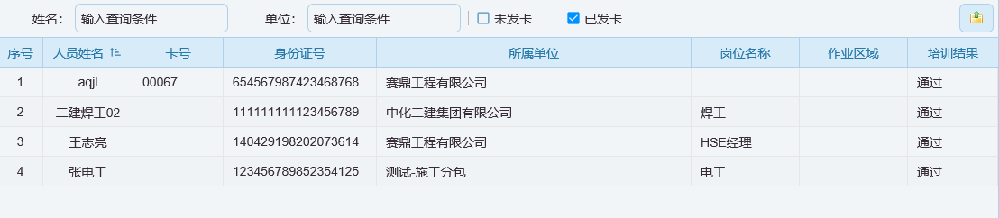 姓名： 输入查询条件 单位： 输入查询条件 未发卡 已发卡
序号 人员姓名 卡号 身份证号 所属单位 岗位名称 作业区域 培训结果
1 aqjl 00067 654567987423468768 赛鼎工程有限公司 通过
2 二建焊工02 111111111123456789 中化二建集团有限公司 焊工 通过
3 王志亮 140429198202073614 赛鼎工程有限公司 HSE经理 通过
4 张电工 123456789852354125 测试-施工分包 电工 通过